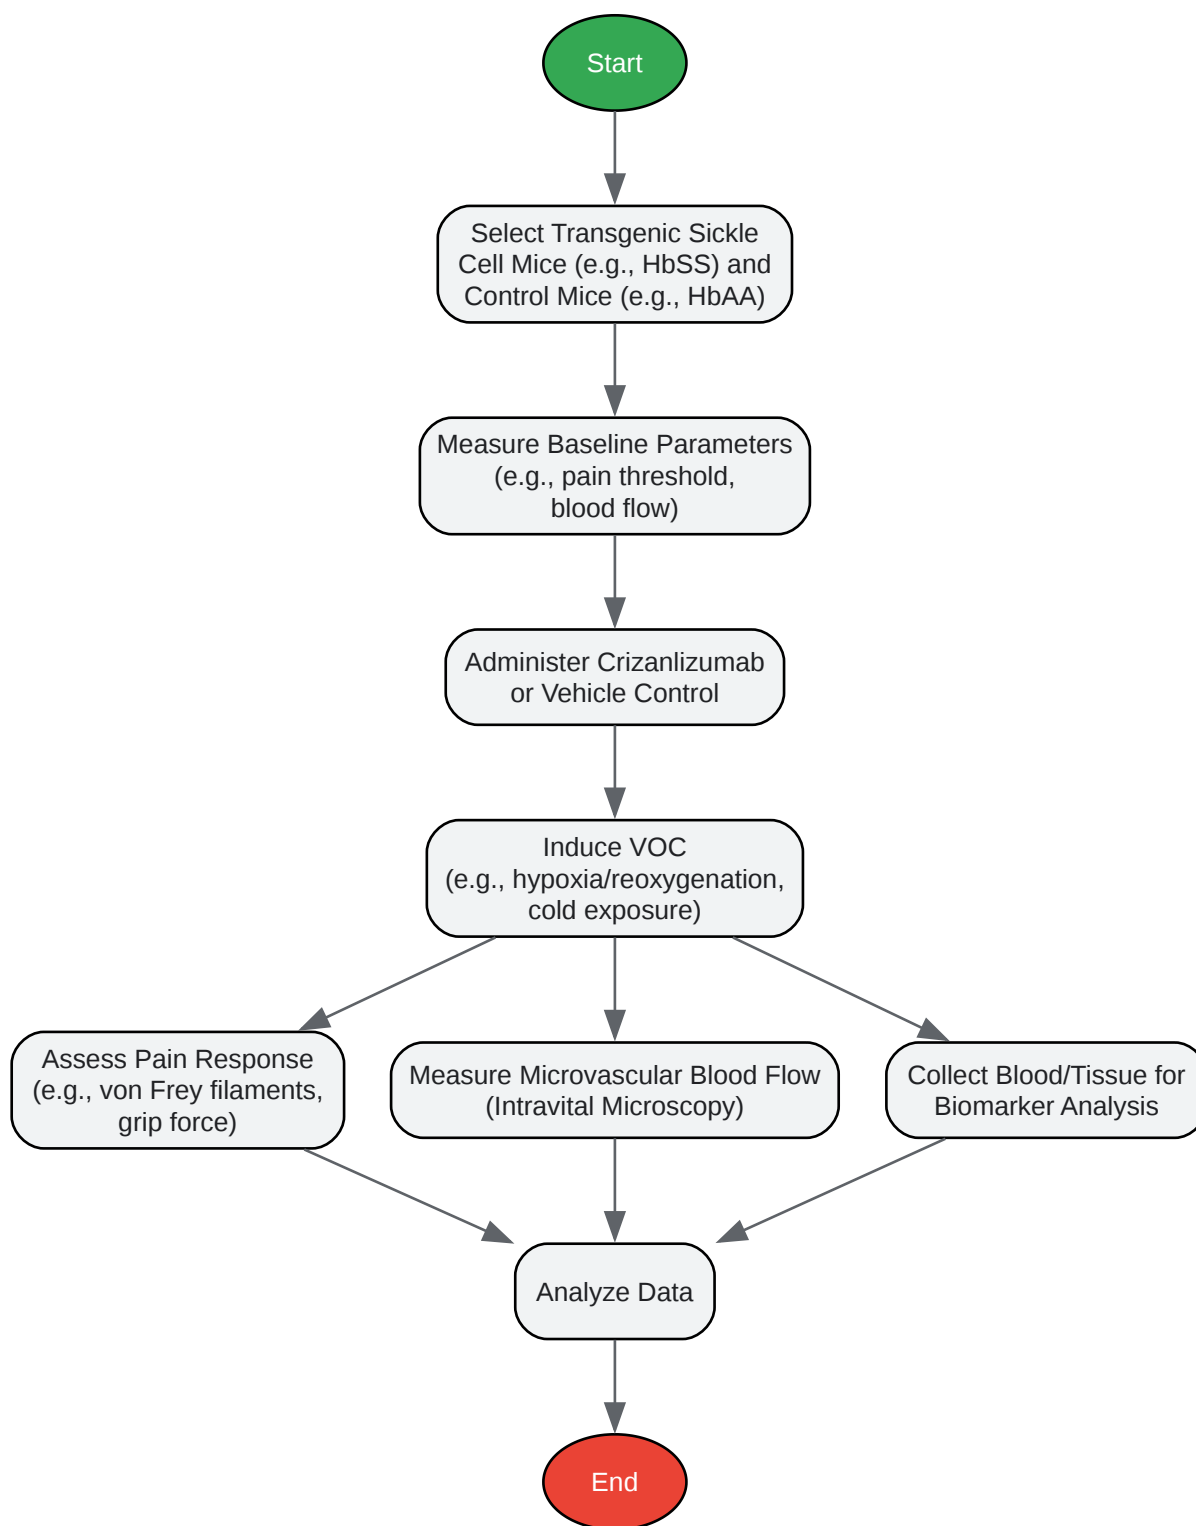 Start
Select Transgenic Sickle
Cell Mice (e.g., HbSS) and
Control Mice (e.g., HbAA)
Measure Baseline Parameters
(e.g., pain threshold,
blood flow)
Administer Crizanlizumab
or Vehicle Control
Induce VOC
(e.g., hypoxia/reoxygenation,
cold exposure)
Assess Pain Response
(e.g., von Frey filaments,
grip force)
Measure Microvascular Blood Flow
(Intravital Microscopy)
Collect Blood/Tissue for
Biomarker Analysis
Analyze Data
End